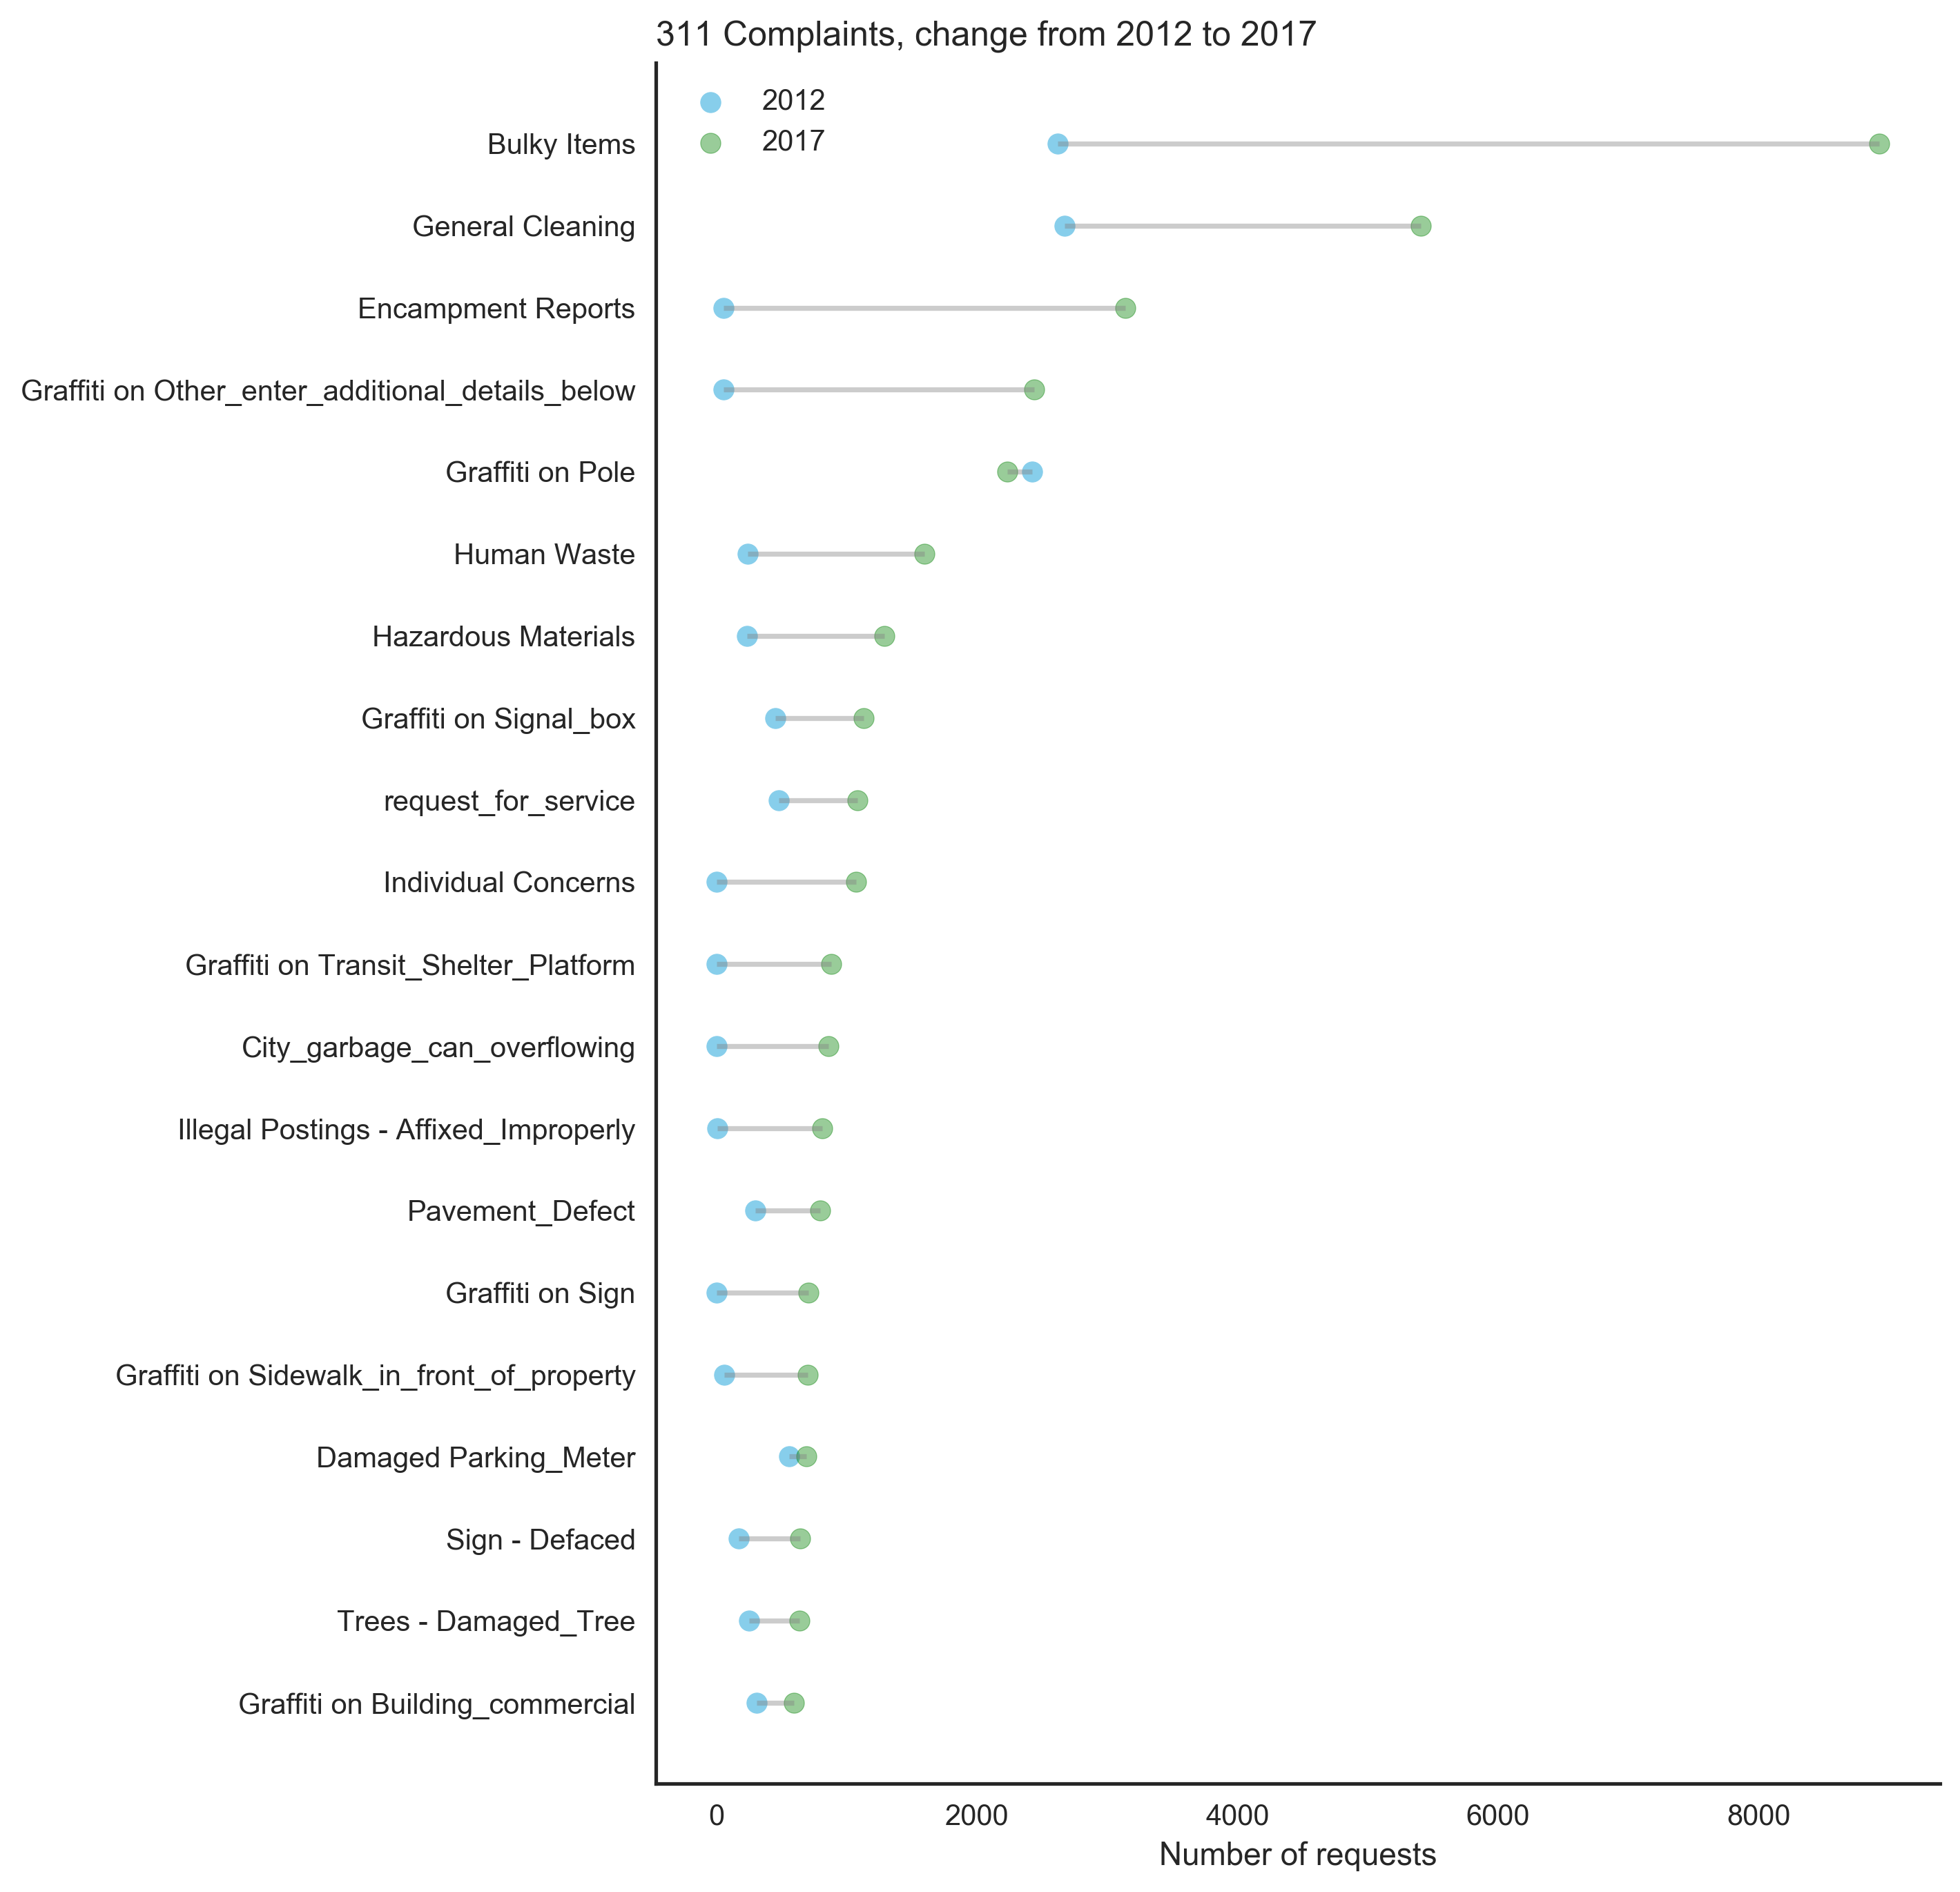 311 Complaints, change from 2012 to 2017
2012
2017
Bulky Items
General Cleaning
Encampment Reports
Graffiti on Other_enter_additional_details_below
Graffiti on Pole
Human Waste
Hazardous Materials
Graffiti on Signal_box
request_for_service
Individual Concerns
Graffiti on Transit_Shelter_Platform
City_garbage_can_overflowing
Illegal Postings - Affixed_Improperly
Pavement_Defect
Graffiti on Sign
Graffiti on Sidewalk_in_front_of_property
Damaged Parking_Meter
Sign - Defaced
Trees - Damaged_Tree
Graffiti on Building_commercial
0 2000 4000 6000 8000
Number of requests